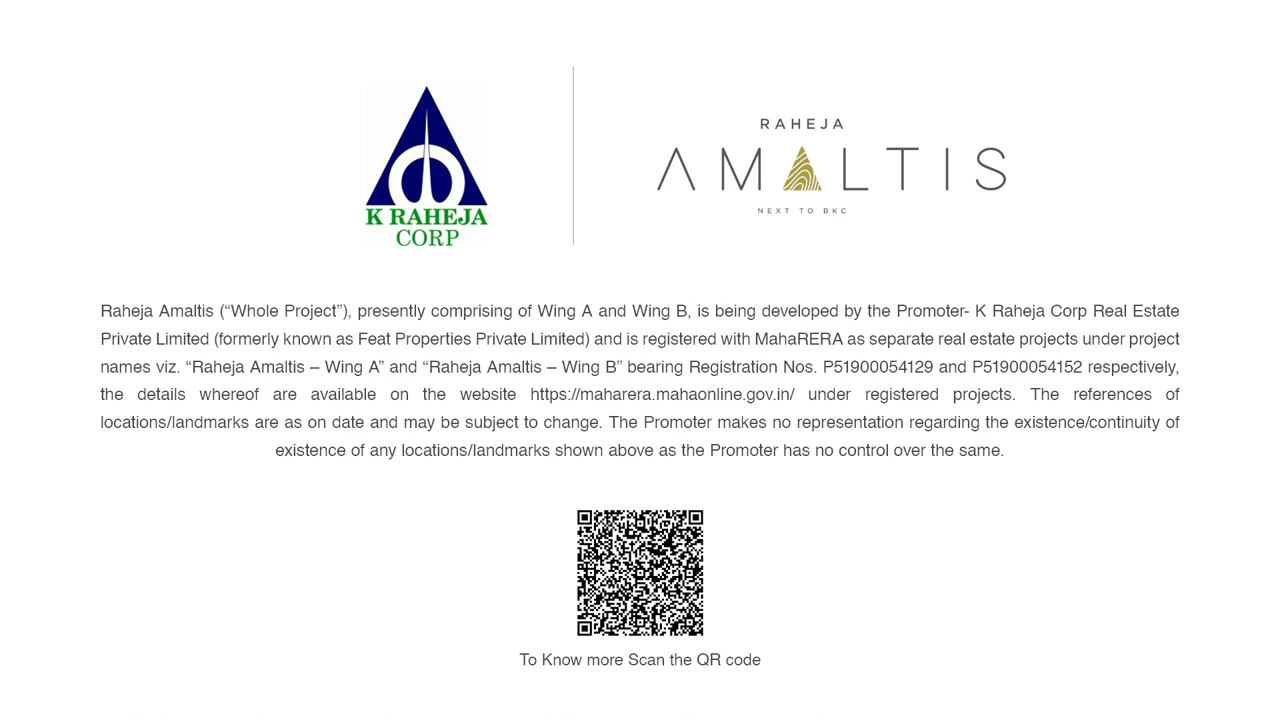 K RAHEJA
CORP
RAHEJA
AMALTIS
NEXT TO BKC
Raheja Amaltis (“Whole Project”), presently comprising of Wing A and Wing B, is being developed by the Promoter- K Raheja Corp Real Estate
Private Limited (formerly known as Feat Properties Private Limited) and is registered with MahaRERA as separate real estate projects under project
names viz. “Raheja Amaltis – Wing A” and “Raheja Amaltis – Wing B” bearing Registration Nos. P51900054129 and P51900054152 respectively,
the details whereof are available on the website https://maharera.mahaonline.gov.in/ under registered projects. The references of
locations/landmarks are as on date and may be subject to change. The Promoter makes no representation regarding the existence/continuity of
existence of any locations/landmarks shown above as the Promoter has no control over the same.
To Know more Scan the QR code